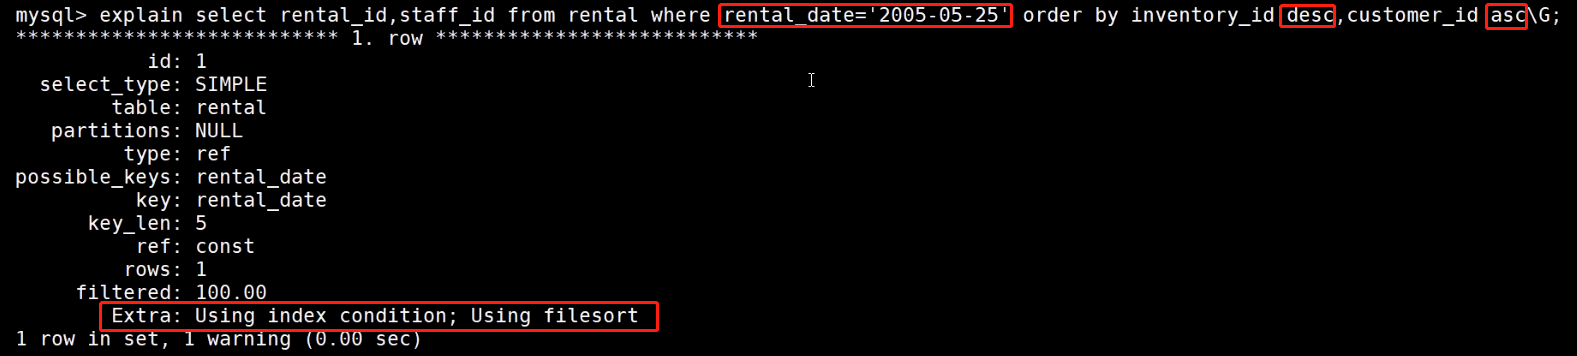 mysql> explain select rental_id,staff_id from rental where rental_date='2005-05-25' order by inventory_id desc,customer_id asc\G;
*************************** 1. row ***************************
id: 1
select_type: SIMPLE
table: rental
partitions: NULL
type: ref
possible_keys: rental_date
key: rental_date
key_len: 5
ref: const
rows: 1
filtered: 100.00
Extra: Using index condition; Using filesort
1 row in set, 1 warning (0.00 sec)